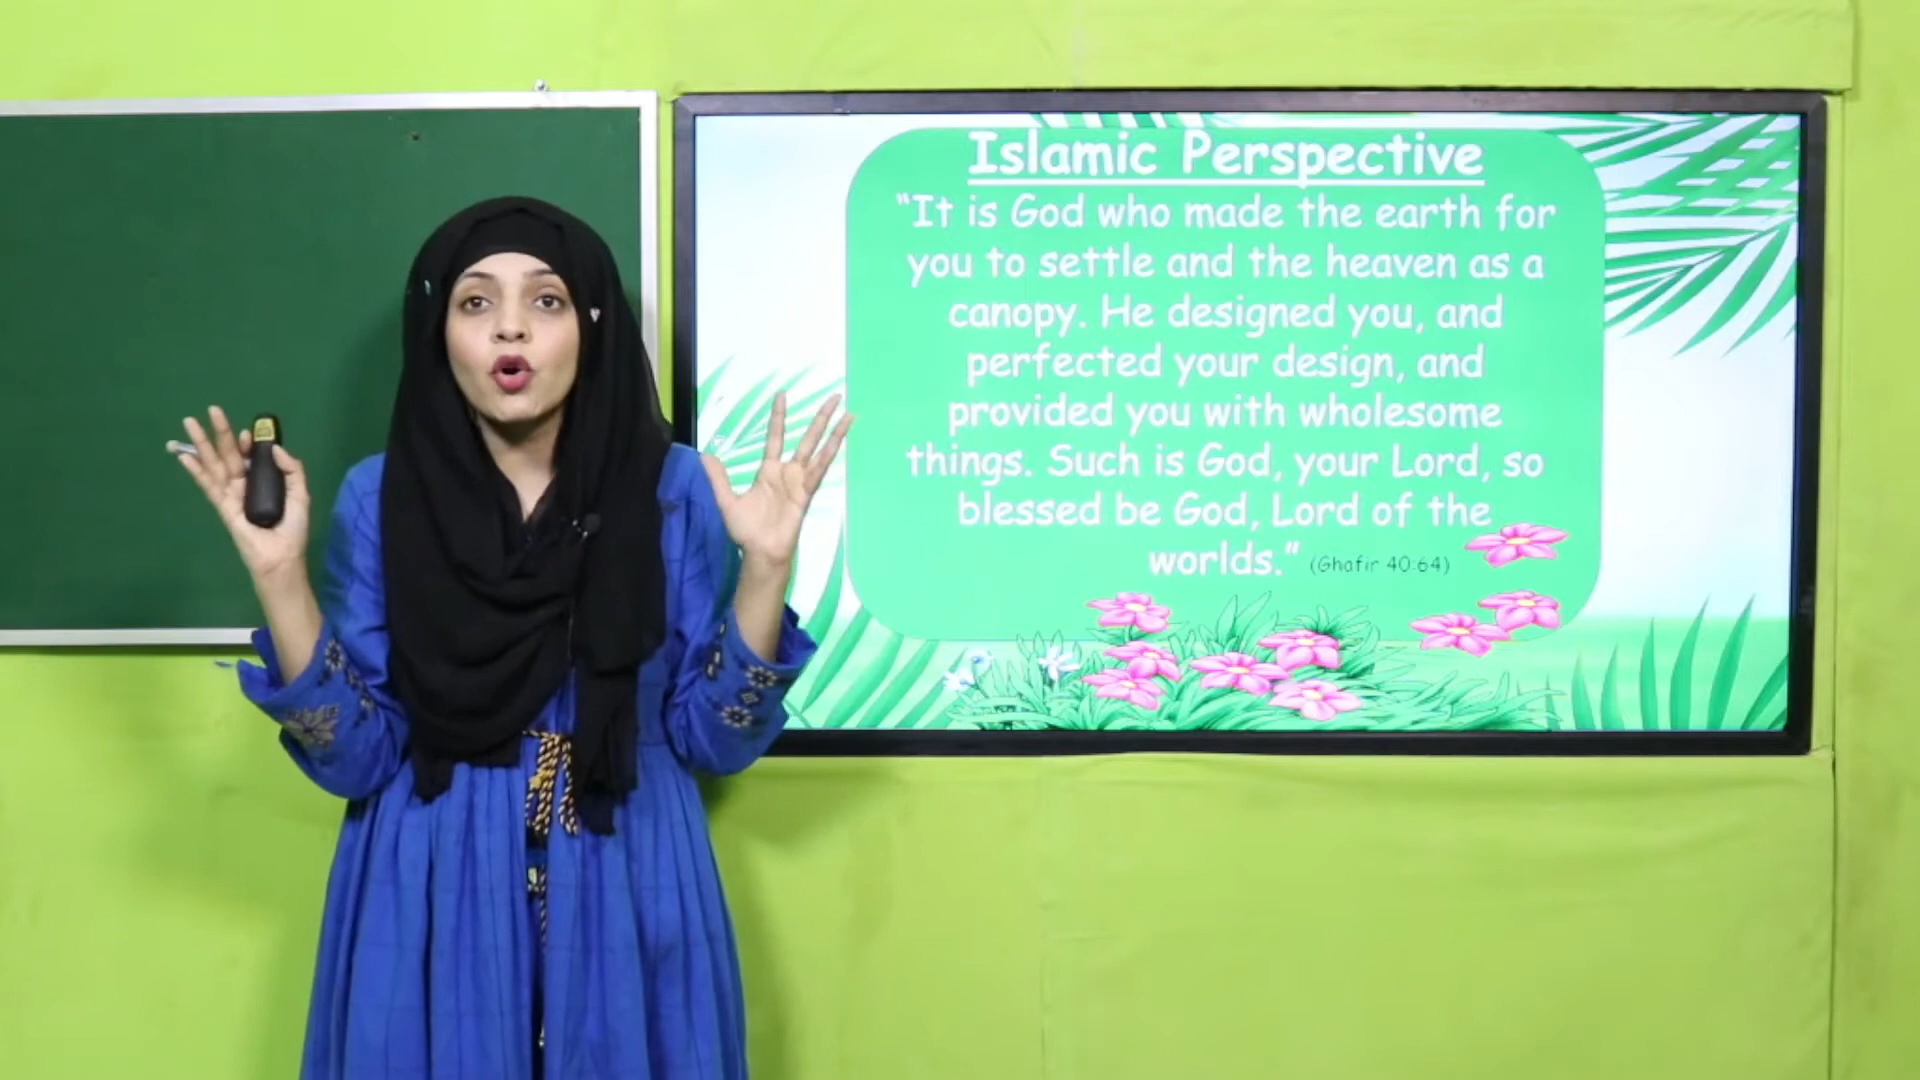 Islamic Perspective
“It is God who made the earth for
you to settle and the heaven as a
canopy. He designed you, and
perfected your design, and
provided you with wholesome
things. Such is God, your Lord, so
blessed be God, Lord of the
worlds.” (Ghafir 40:64)